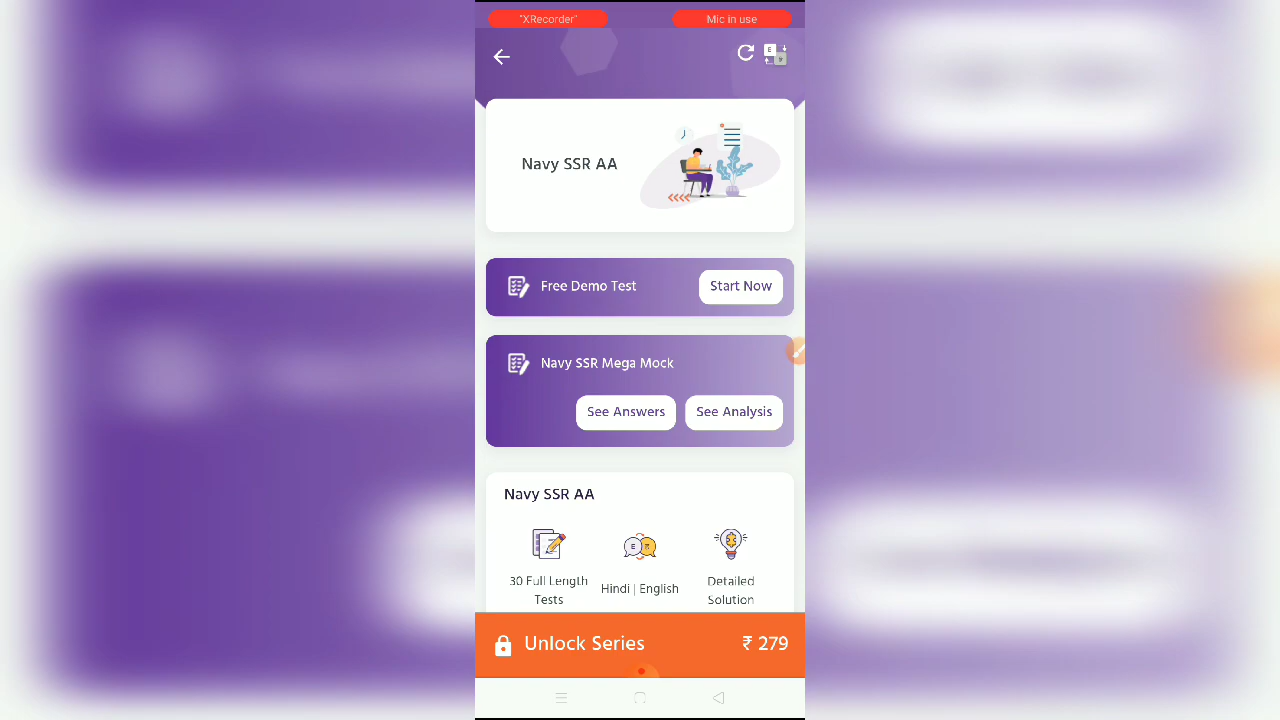 "XRecorder"
Mic in use
Navy SSR AA
Free Demo Test
Start Now
Navy SSR Mega Mock
See Answers
See Analysis
Navy SSR AA
30 Full Length
Tests
Hindi | English
Detailed
Solution
Unlock Series
₹ 279